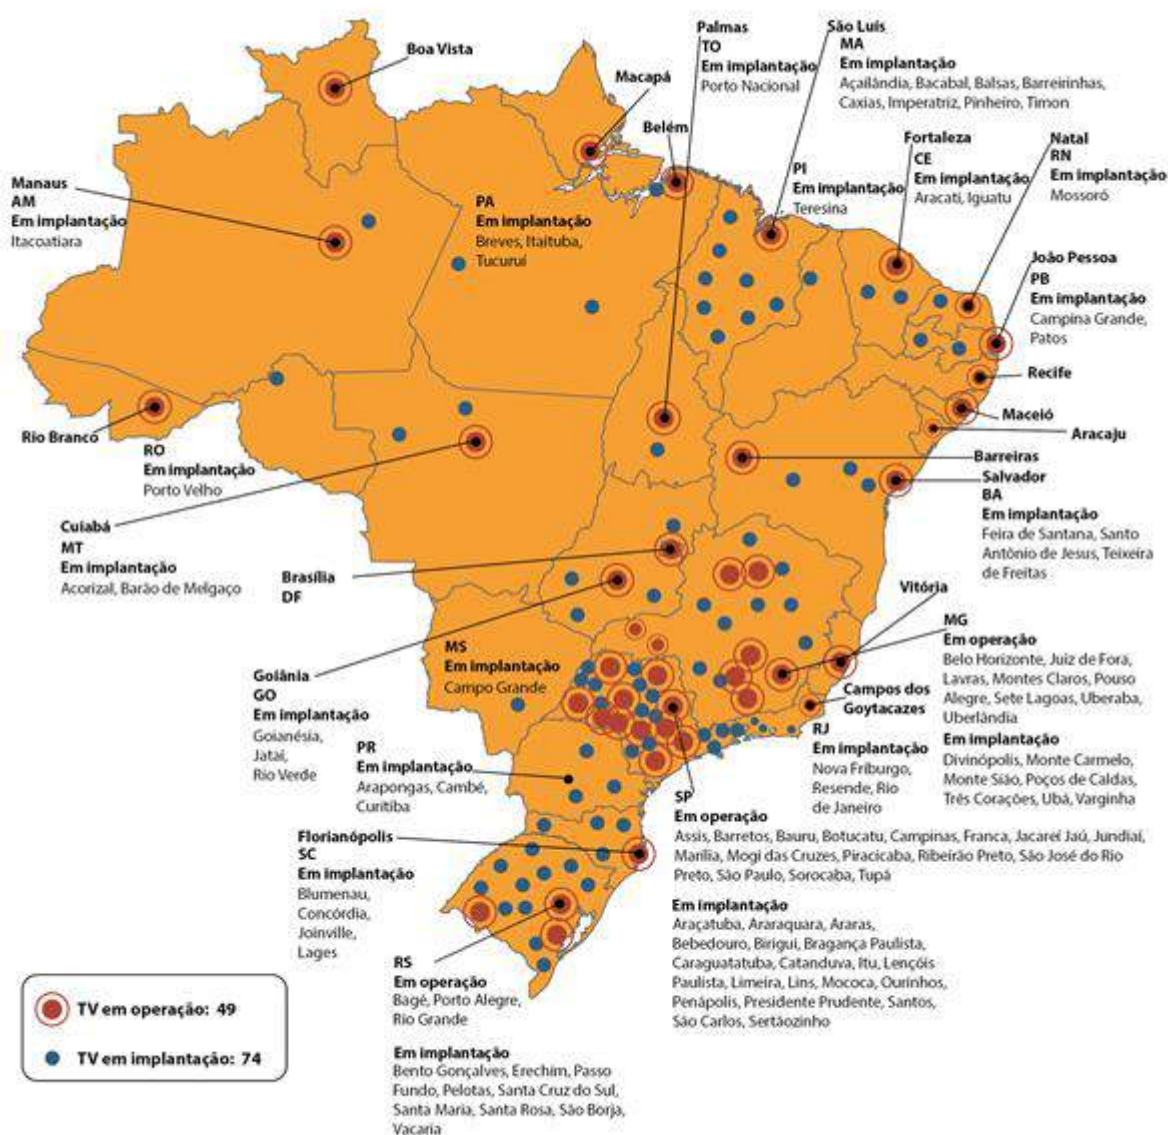 Boa Vista
Macapá
Belém
Palmas
TO
Em implantação
Porto Nacional
São Luís
MA
Em implantação
Açailândia, Bacabal, Balsas, Barreirinhas,
Caxias, Imperatriz, Pinheiro, Timon
Fortaleza
CE
Em implantação
Aracati, Iguatu
Natal
RN
Em implantação
Mossoró
Manaus
AM
Em implantação
Itacoatiara
PA
Em implantação
Breves, Itaituba,
Tucuruí
PI
Em implantação
Teresina
João Pessoa
PB
Em implantação
Campina Grande,
Patos
Recife
Maceió
Aracaju
Rio Branco
RO
Em implantação
Porto Velho
Barreiras
Salvador
BA
Em implantação
Feira de Santana, Santo
Antônio de Jesus, Teixeira
de Freitas
Cuiabá
MT
Em implantação
Acorizal, Barão de Melgaço
Brasília
DF
Vitória
MG
Em operação
Belo Horizonte, Juiz de Fora,
Lavras, Montes Claros, Pouso
Alegre, Sete Lagoas, Uberaba,
Uberlândia
Em implantação
Divinópolis, Monte Carmelo,
Monte Sião, Poços de Caldas,
Três Corações, Ubá, Varginha
MS
Em implantação
Campo Grande
Goiânia
GO
Em implantação
Goianésia,
Jataí,
Rio Verde
Campos dos
Goytacazes
RJ
Em implantação
Nova Friburgo,
Resende, Rio
de Janeiro
PR
Em implantação
Arapongas, Cambé,
Curitiba
SP
Em operação
Assis, Barretos, Bauru, Botucatu, Campinas, Franca, Jacareí Jaú, Jundiaí,
Marília, Mogi das Cruzes, Piracicaba, Ribeirão Preto, São José do Rio
Preto, São Paulo, Sorocaba, Tupá
Em implantação
Araçatuba, Araraquara, Araras,
Bebedouro, Birigui, Bragança Paulista,
Caraguatatuba, Catanduva, Itu, Lençóis
Paulista, Limeira, Lins, Mococa, Ourinhos,
Penápolis, Presidente Prudente, Santos,
São Carlos, Sertãozinho
Florianópolis
SC
Em implantação
Blumenau,
Concórdia,
Joinville,
Lages
RS
Em operação
Bagé, Porto Alegre,
Rio Grande
Em implantação
Bento Gonçalves, Erechim, Passo
Fundo, Pelotas, Santa Cruz do Sul,
Santa Maria, Santa Rosa, São Borja,
Vacaria
TV em operação: 49
TV em implantação: 74